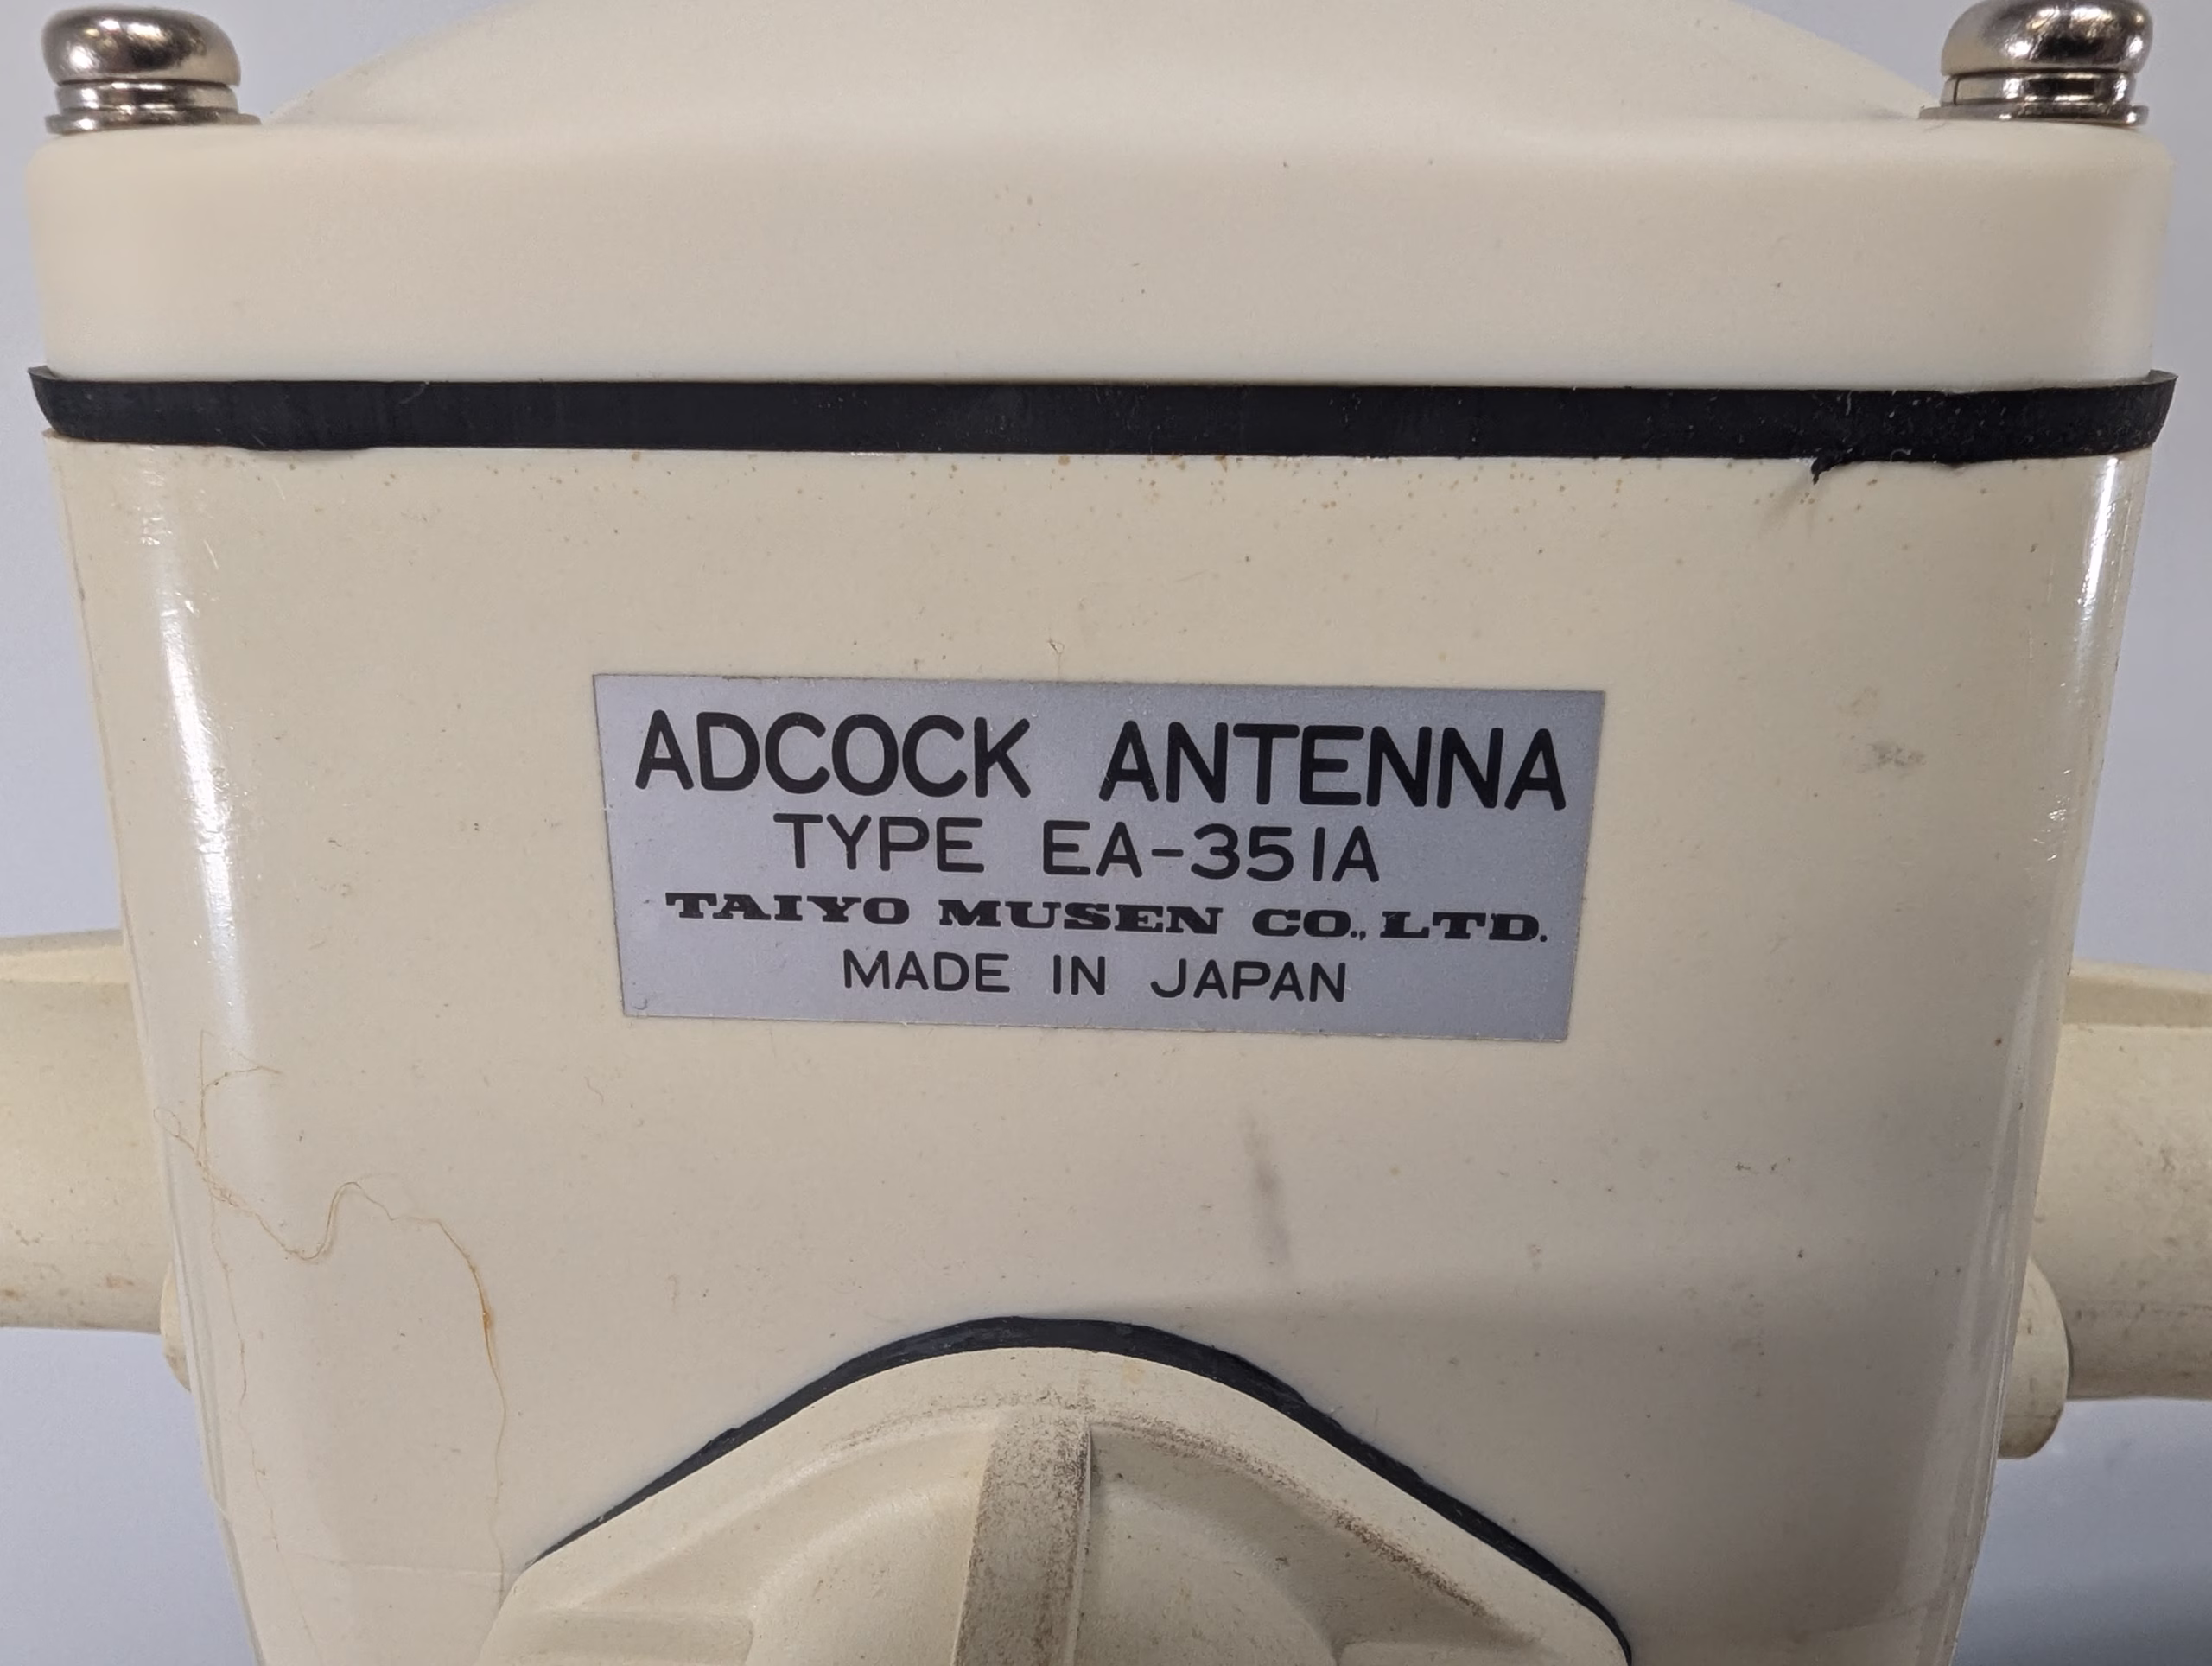 ADCOCK ANTENNA
TYPE EA-351A
TAIYO MUSEN CO., LTD.
MADE IN JAPAN